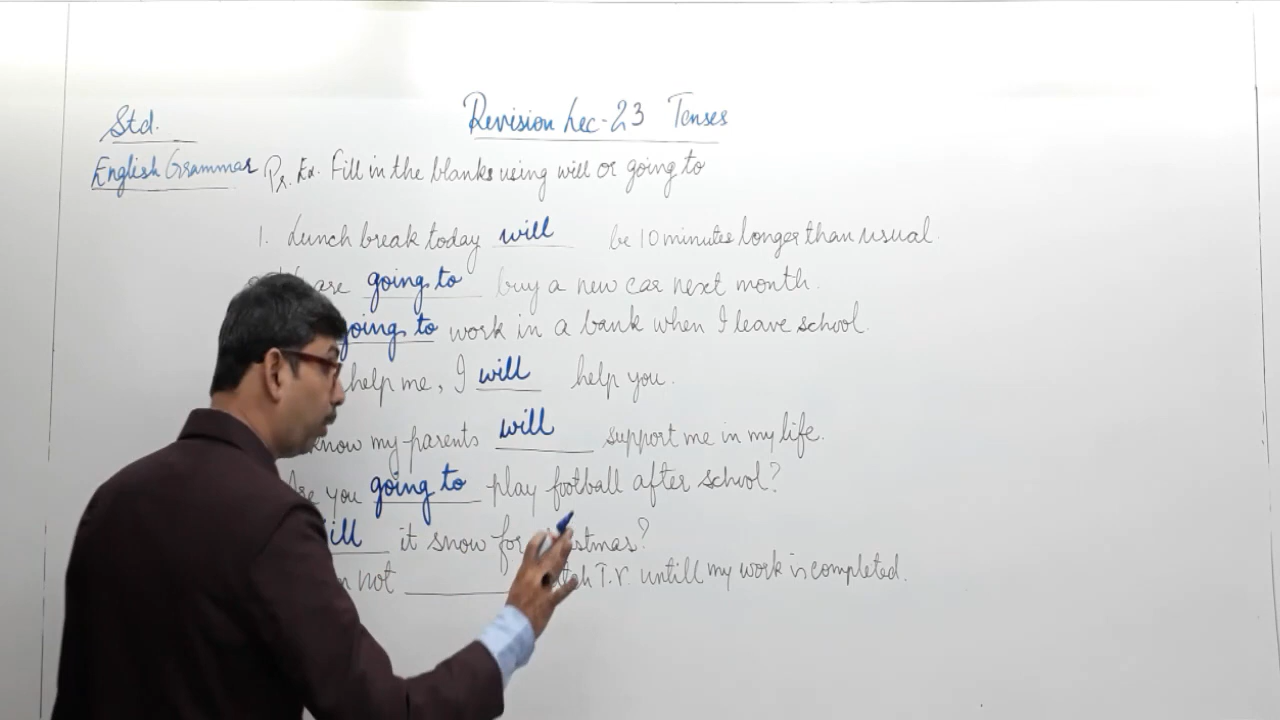 Std.
Revision Lec-23 Tenses
English Grammar
Pr. Ex. Fill in the blanks using will or going to
1. Lunch break today will be 10 minutes longer than usual.
are going to buy a new car next month.
going to work in a bank when I leave school.
help me, I will help you.
know my parents will support me in my life.
you going to play football after school?
it snow for
not ______ T.V. untill my work is completed.